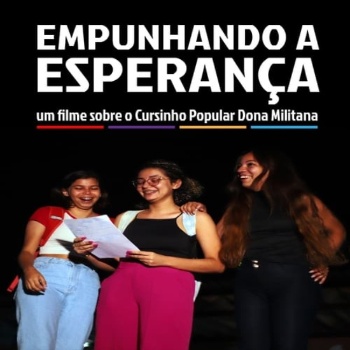 EMPUNHANDO A
ESPERANÇA
um filme sobre o Cursinho Popular Dona Militana